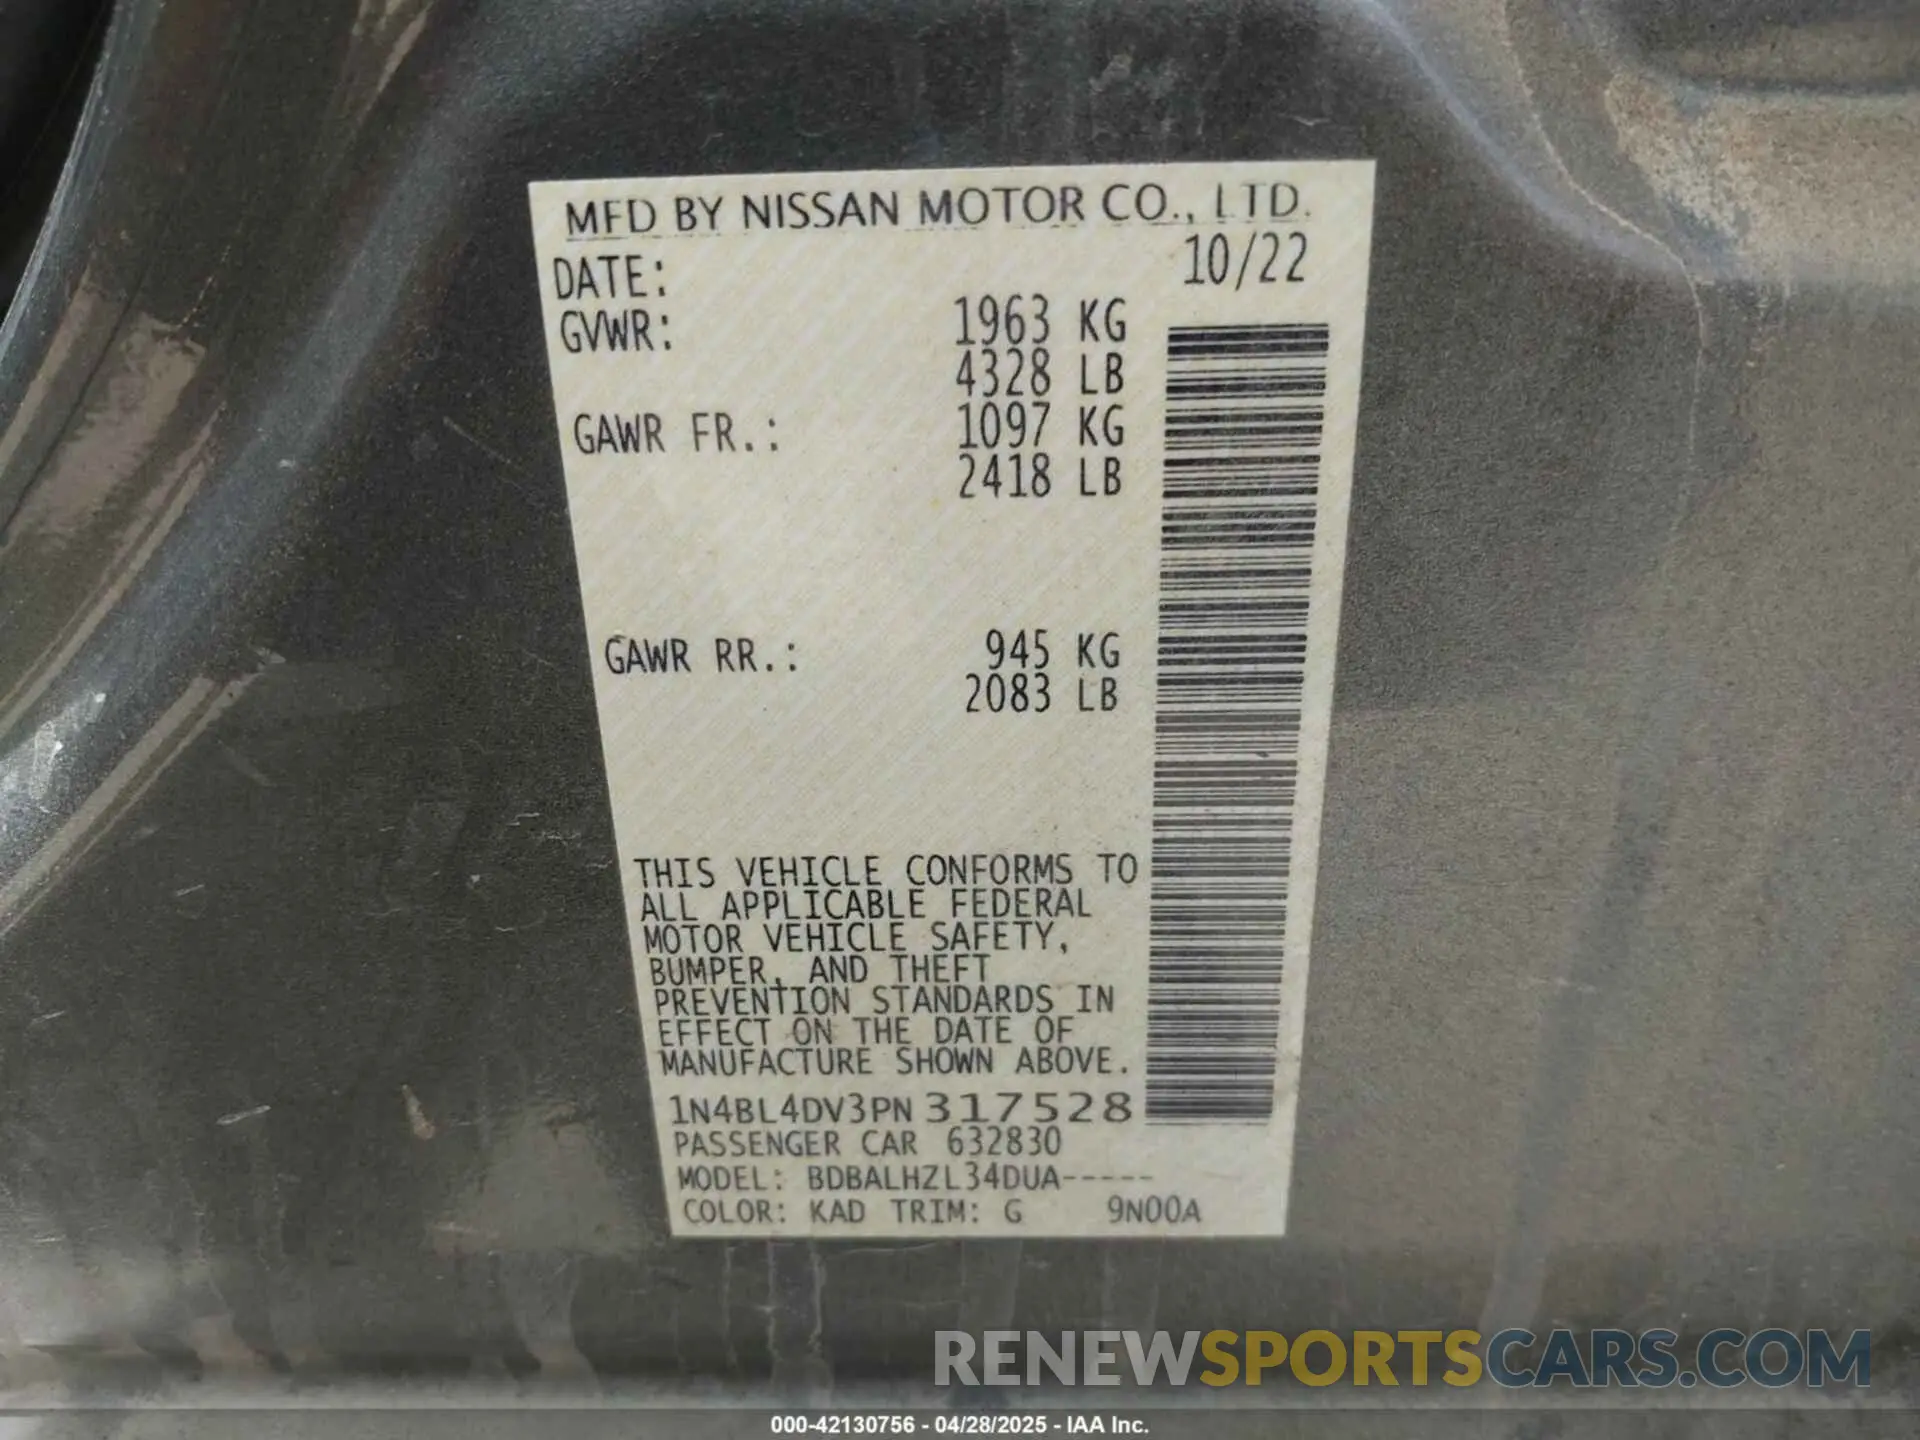 MFD BY NISSAN MOTOR CO., LTD.
DATE: 10/22
GVWR: 1963 KG
4328 LB
GAWR FR.: 1097 KG
2418 LB
GAWR RR.: 945 KG
2083 LB
THIS VEHICLE CONFORMS TO
ALL APPLICABLE FEDERAL
MOTOR VEHICLE SAFETY,
BUMPER, AND THEFT
PREVENTION STANDARDS IN
EFFECT ON THE DATE OF
MANUFACTURE SHOWN ABOVE.
1N4BL4DV3PN317528
PASSENGER CAR 632830
MODEL: BDBALHZL34DUA-----
COLOR: KAD TRIM: G 9N00A
RENEWSPORTSCARS.COM
000-42130756 - 04/28/2025 - IAA Inc.